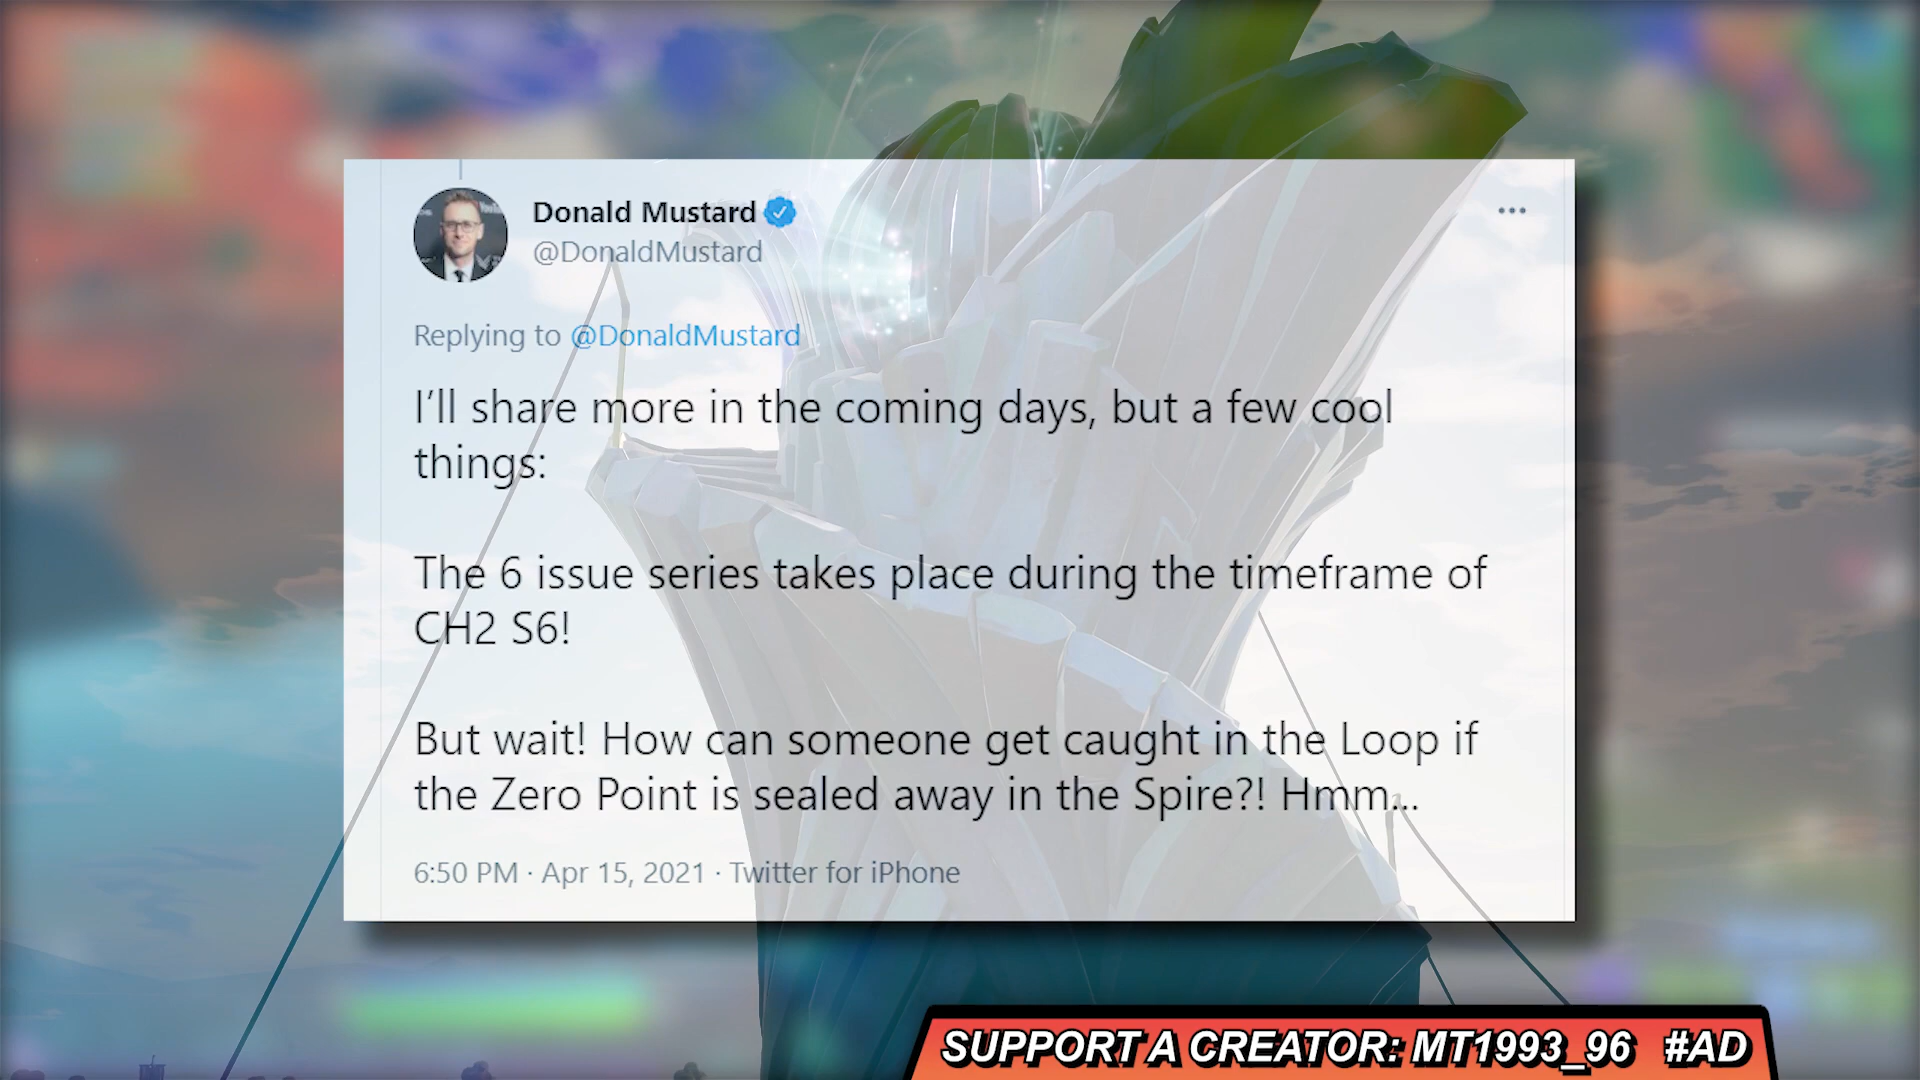 Donald Mustard
@DonaldMustard
Replying to @DonaldMustard
I’ll share more in the coming days, but a few cool
things:
The 6 issue series takes place during the timeframe of
CH2 S6!
But wait! How can someone get caught in the Loop if
the Zero Point is sealed away in the Spire?! Hmm...
6:50 PM · Apr 15, 2021 · Twitter for iPhone
SUPPORT A CREATOR: MT1993_96 #AD